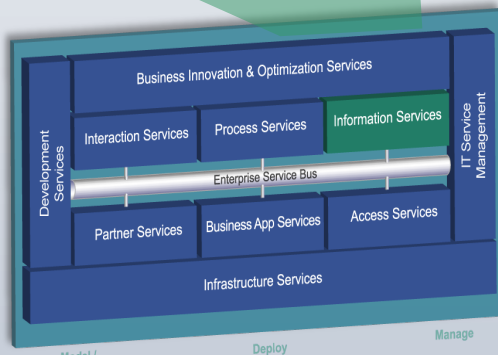 Business Innovation & Optimization Services
Development
Services
Interaction Services
Process Services
Information Services
IT Service
Management
Enterprise Service Bus
Partner Services
Business App Services
Access Services
Infrastructure Services
Model /
Deploy
Manage